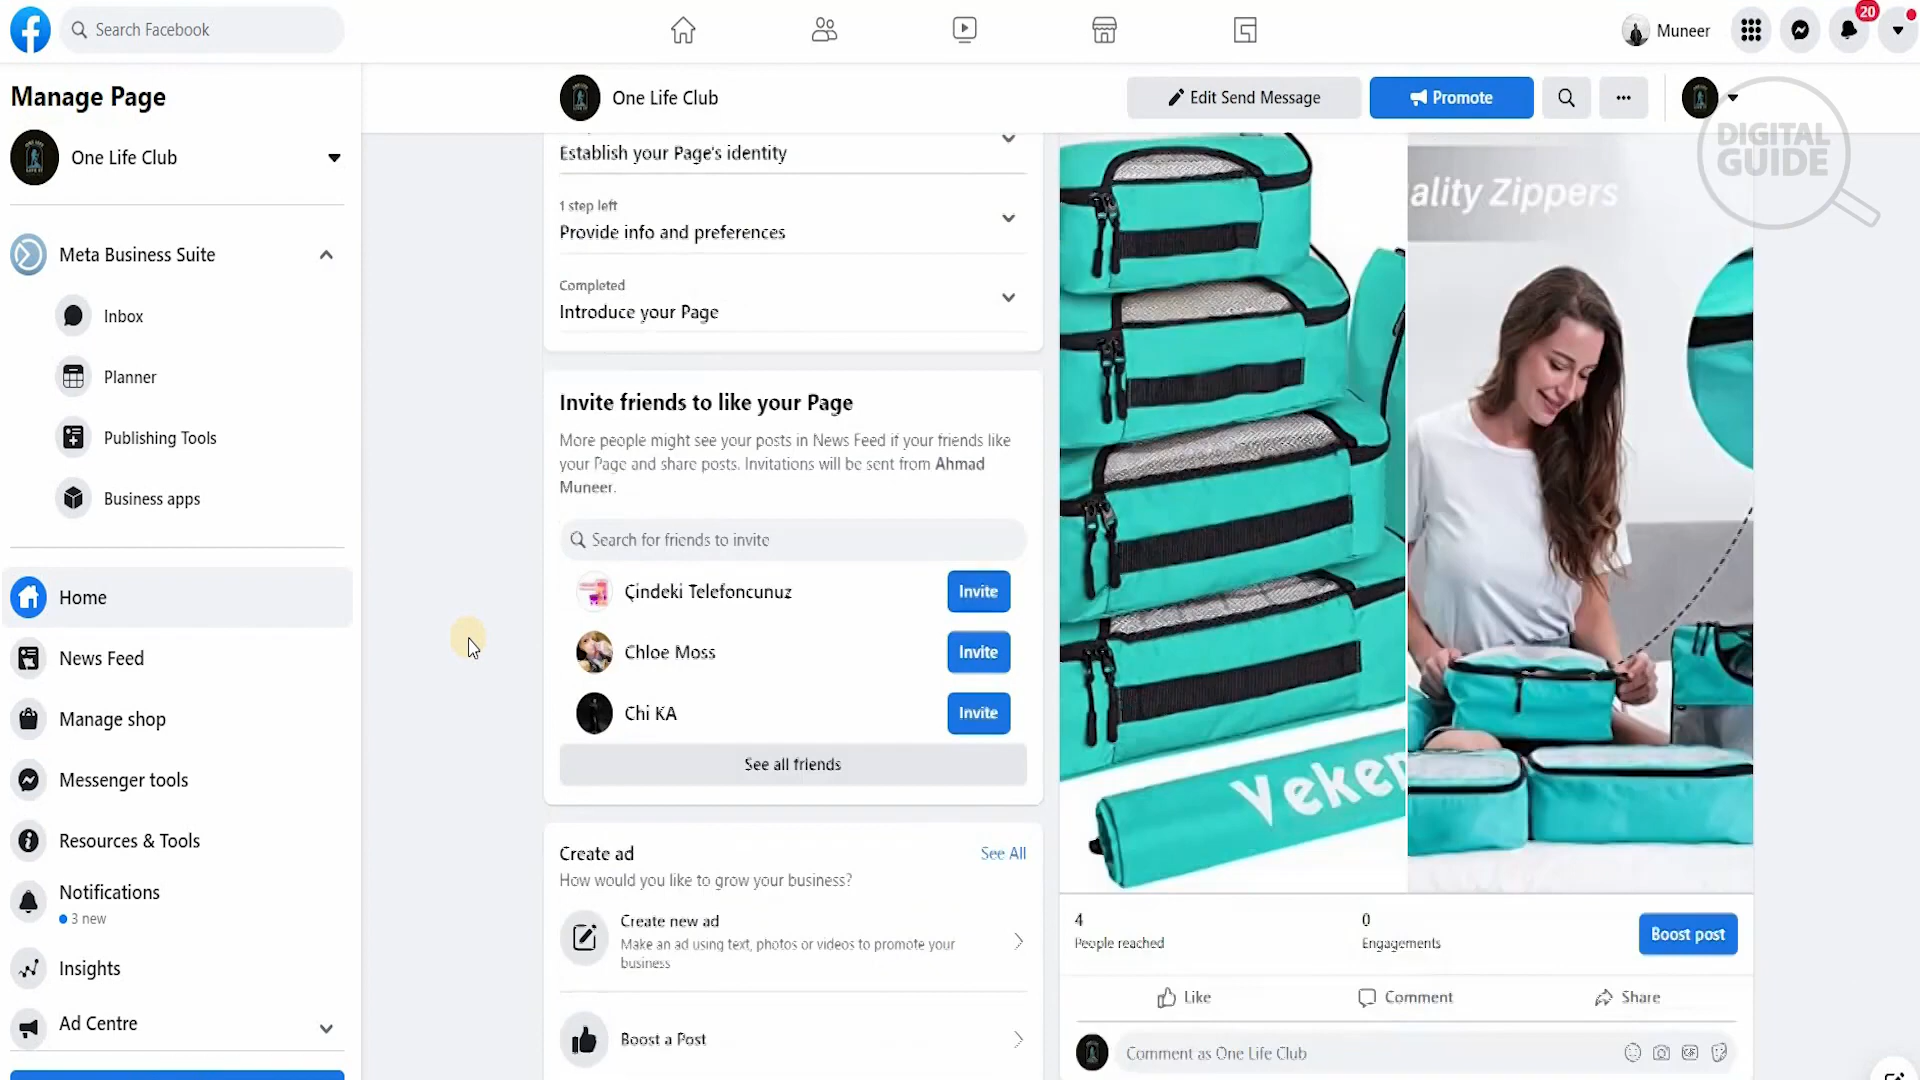 Search Facebook
Muneer
20
Manage Page
One Life Club
Meta Business Suite
Inbox
Planner
Publishing Tools
Business apps
Home
News Feed
Manage shop
Messenger tools
Resources & Tools
Notifications
3 new
Insights
Ad Centre
One Life Club
Edit Send Message
Promote
DIGITAL
GUIDE
Establish your Page's identity
1 step left
Provide info and preferences
Completed
Introduce your Page
Invite friends to like your Page
More people might see your posts in News Feed if your friends like
your Page and share posts. Invitations will be sent from Ahmad
Muneer.
Search for friends to invite
Çindeki Telefoncunuz
Invite
Chloe Moss
Invite
Chi KA
Invite
See all friends
Create ad
See All
How would you like to grow your business?
Create new ad
Make an ad using text, photos or videos to promote your
business
Boost a Post
ality Zippers
Veken
4
People reached
0
Engagements
Boost post
Like
Comment
Share
Comment as One Life Club